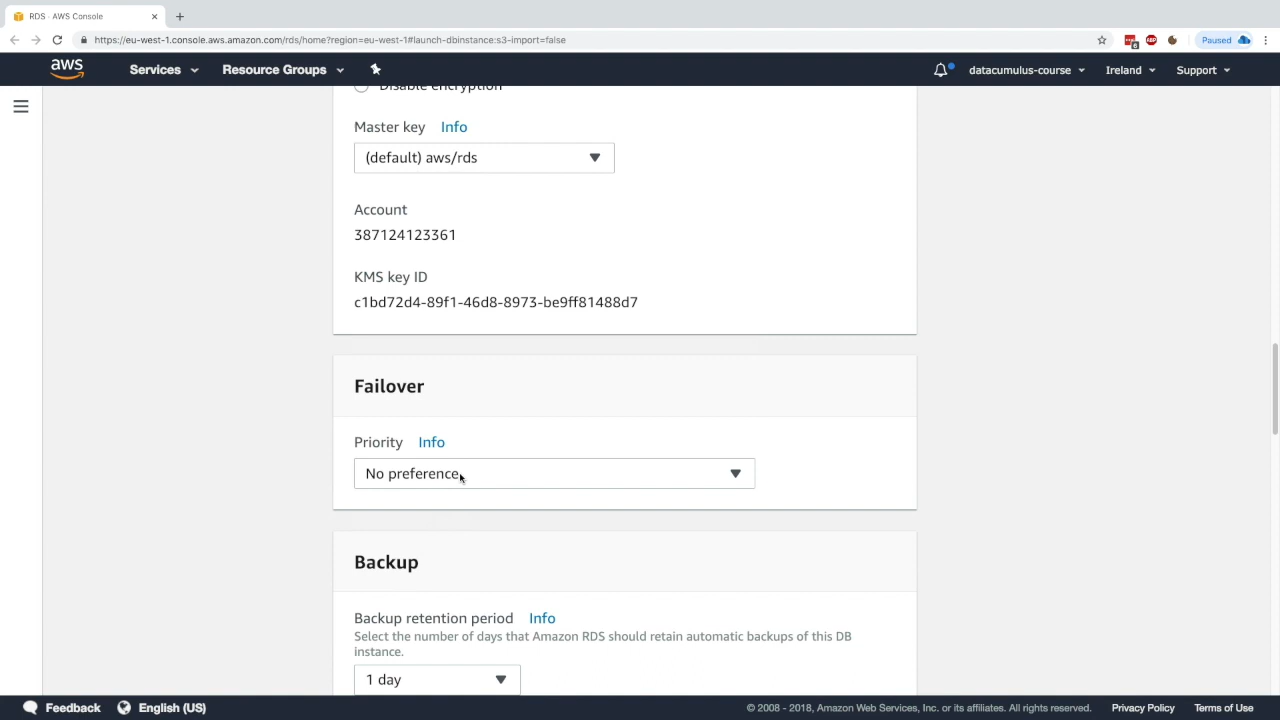 RDS · AWS Console
https://eu-west-1.console.aws.amazon.com/rds/home?region=eu-west-1#launch-dbinstance:s3-import=false
Paused
aws
Services
Resource Groups
datacumulus-course
Ireland
Support
Disable encryption
Master key Info
(default) aws/rds
Account
387124123361
KMS key ID
c1bd72d4-89f1-46d8-8973-be9ff81488d7
Failover
Priority Info
No preference
Backup
Backup retention period Info
Select the number of days that Amazon RDS should retain automatic backups of this DB
instance.
1 day
Feedback
English (US)
© 2008 - 2018, Amazon Web Services, Inc. or its affiliates. All rights reserved.
Privacy Policy
Terms of Use